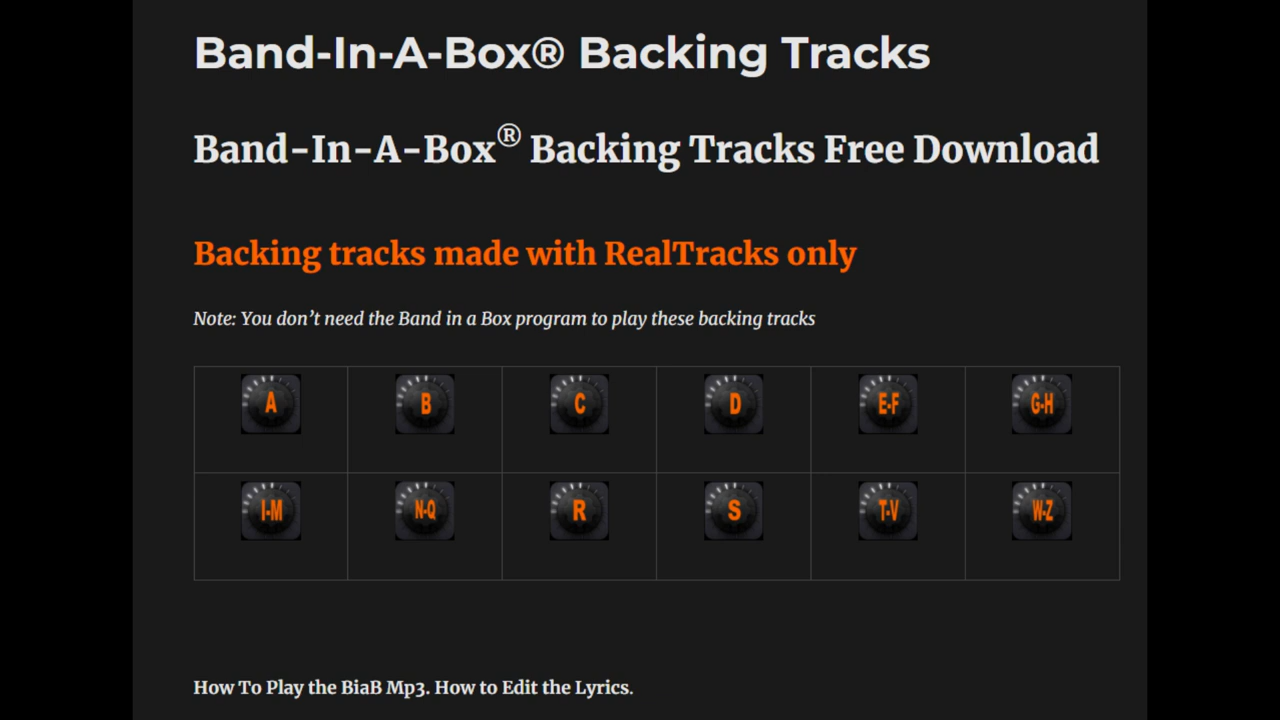 Band-In-A-Box® Backing Tracks
Band-In-A-Box® Backing Tracks Free Download
Backing tracks made with RealTracks only
Note: You don’t need the Band in a Box program to play these backing tracks
A B C D E-F G-H
I-M N-Q R S T-V W-Z
How To Play the BiaB Mp3. How to Edit the Lyrics.